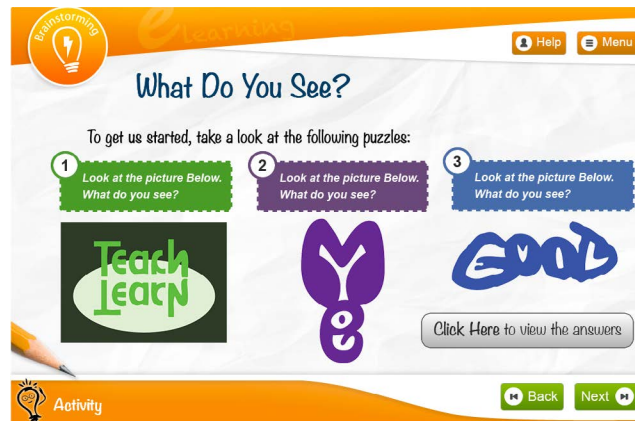 Brainstorming
eLearning
Help
Menu
What Do You See?
To get us started, take a look at the following puzzles:
1
Look at the picture Below.
What do you see?
2
Look at the picture Below.
What do you see?
3
Look at the picture Below.
What do you see?
Teach
Learn
You
GOOD
Click Here to view the answers
Activity
Back
Next